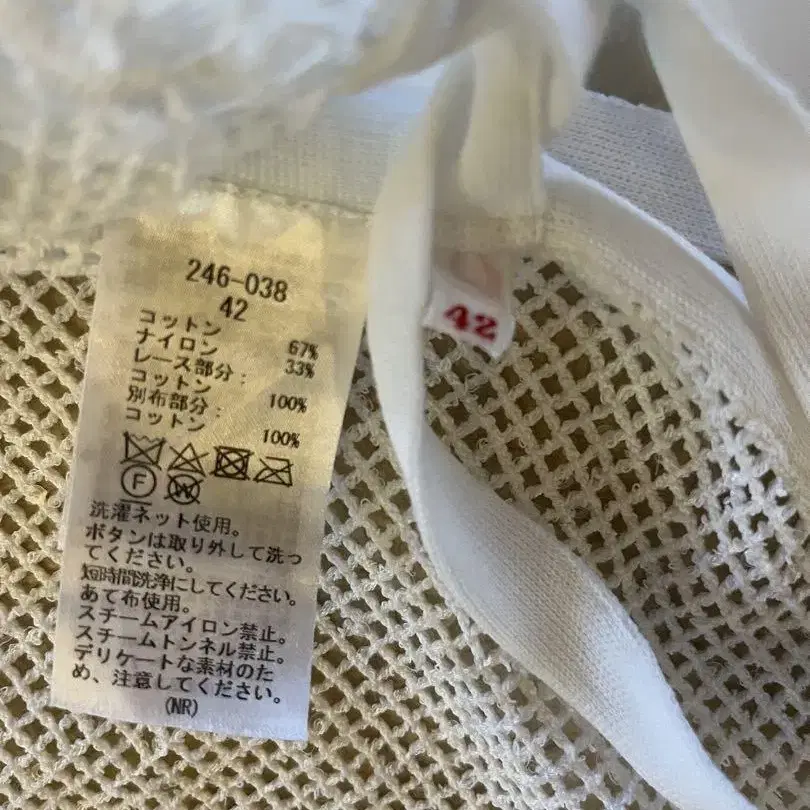 246-038
42
コットン
ナイロン 67%
レース部分: 33%
コットン
別布部分: 100%
コットン
100%
F W
洗濯ネット使用。
ボタンは取り外して洗っ
てください。
短時間洗浄にしてください。
あて布使用。
スチームアイロン禁止。
スチームトンネル禁止。
デリケートな素材のた
め、注意してください。
(NR)
42